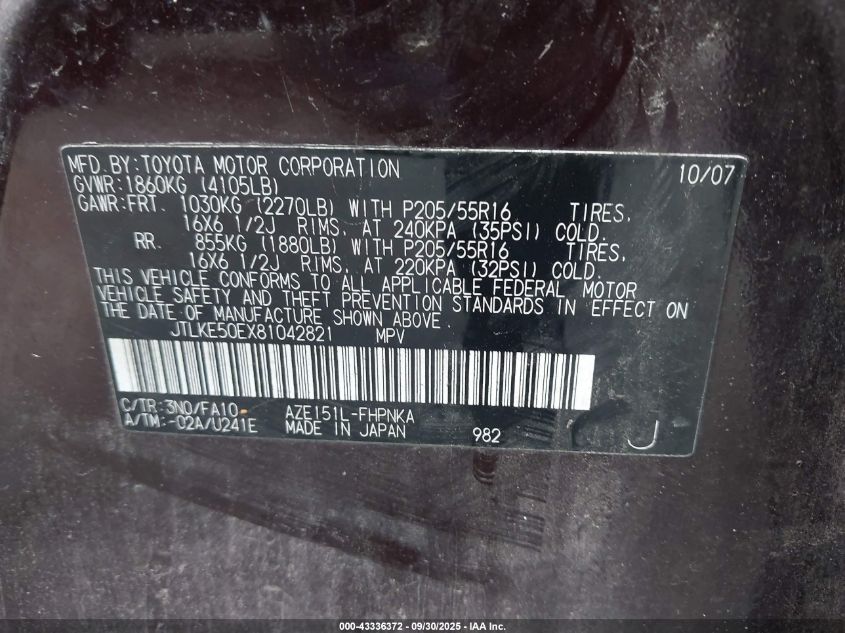 MFD. BY: TOYOTA MOTOR CORPORATION 10/07
GVWR: 1860KG (4105LB)
GAWR: FRT. 1030KG (2270LB) WITH P205/55R16 TIRES,
16X6 1/2J RIMS, AT 240KPA (35PSI) COLD.
RR. 855KG (1880LB) WITH P205/55R16 TIRES,
16X6 1/2J RIMS, AT 220KPA (32PSI) COLD.
THIS VEHICLE CONFORMS TO ALL APPLICABLE FEDERAL MOTOR
VEHICLE SAFETY AND THEFT PREVENTION STANDARDS IN EFFECT ON
THE DATE OF MANUFACTURE SHOWN ABOVE.
JTLKE50EX81042821 MPV
C/TR: 3N0/FA10 AZE151L-FHPNKA
A/TM: -02A/U241E MADE IN JAPAN 982 J
000-43336372 — 09/30/2025 — IAA Inc.